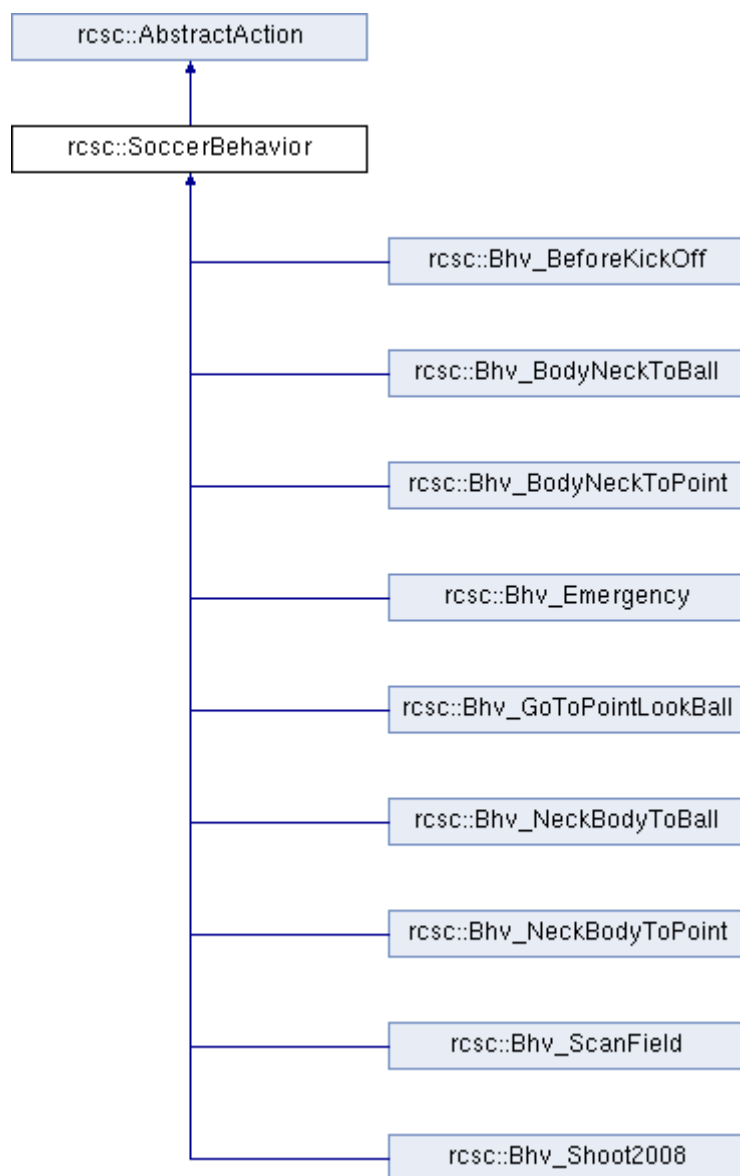 rcsc::AbstractAction
rcsc::SoccerBehavior
rcsc::Bhv_BeforeKickOff
rcsc::Bhv_BodyNeckToBall
rcsc::Bhv_BodyNeckToPoint
rcsc::Bhv_Emergency
rcsc::Bhv_GoToPointLookBall
rcsc::Bhv_NeckBodyToBall
rcsc::Bhv_NeckBodyToPoint
rcsc::Bhv_ScanField
rcsc::Bhv_Shoot2008